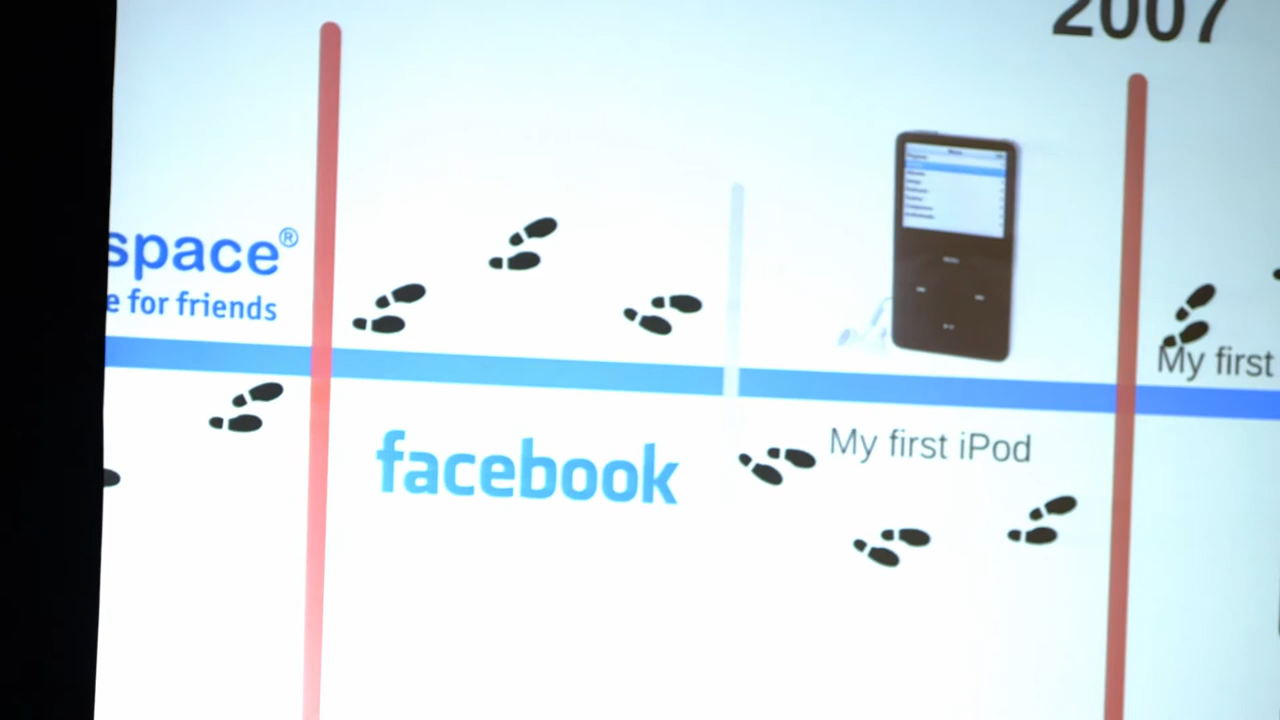 2007
space®
e for friends
My first
facebook
My first iPod